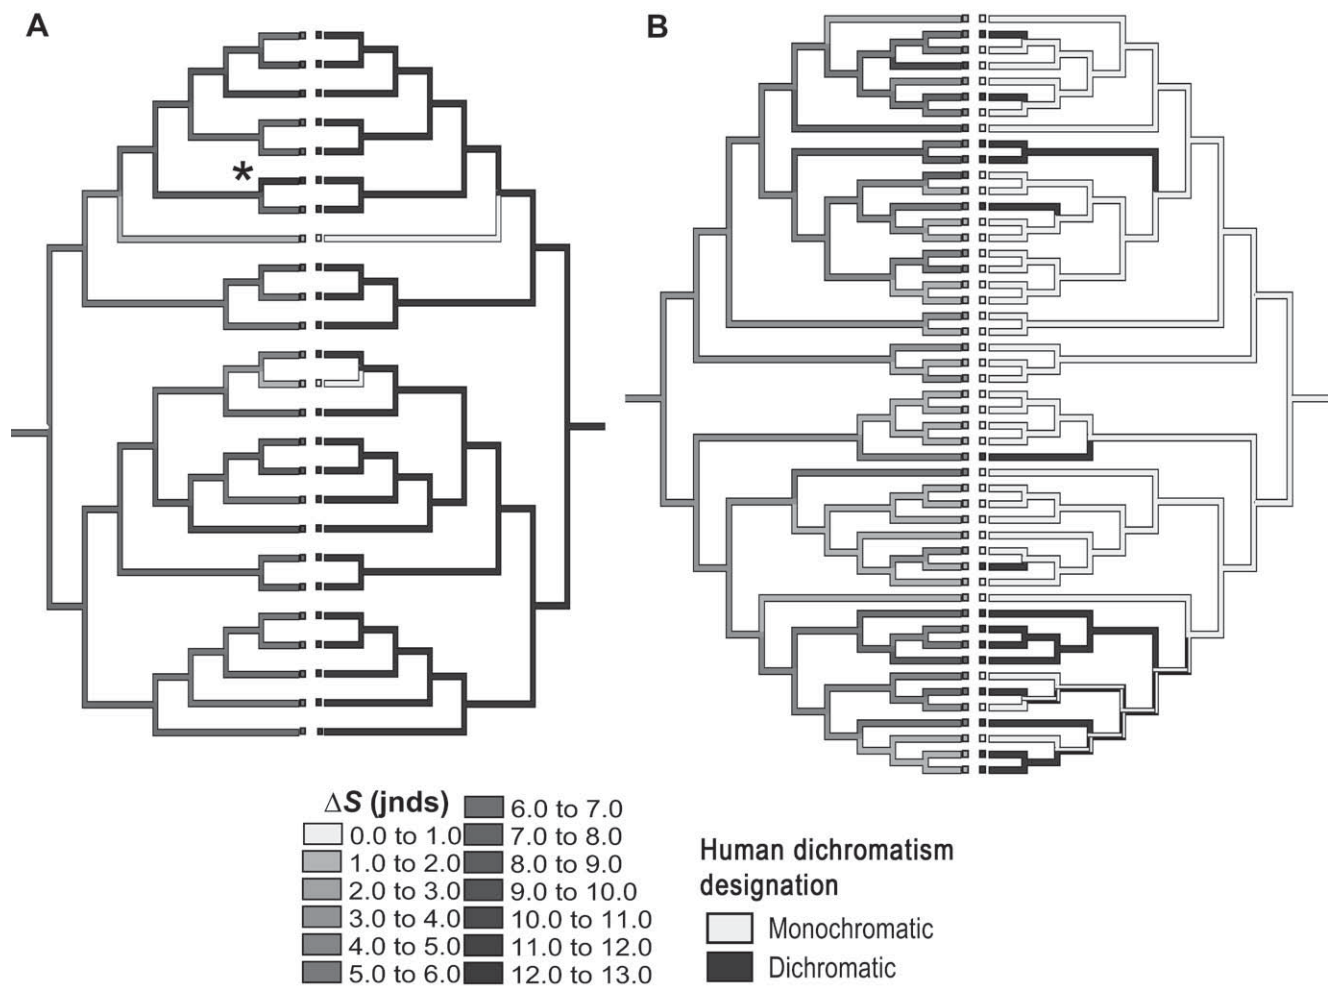 A
B
*
ΔS (jnds)
0.0 to 1.0
1.0 to 2.0
2.0 to 3.0
3.0 to 4.0
4.0 to 5.0
5.0 to 6.0
6.0 to 7.0
7.0 to 8.0
8.0 to 9.0
9.0 to 10.0
10.0 to 11.0
11.0 to 12.0
12.0 to 13.0
Human dichromatism
designation
Monochromatic
Dichromatic